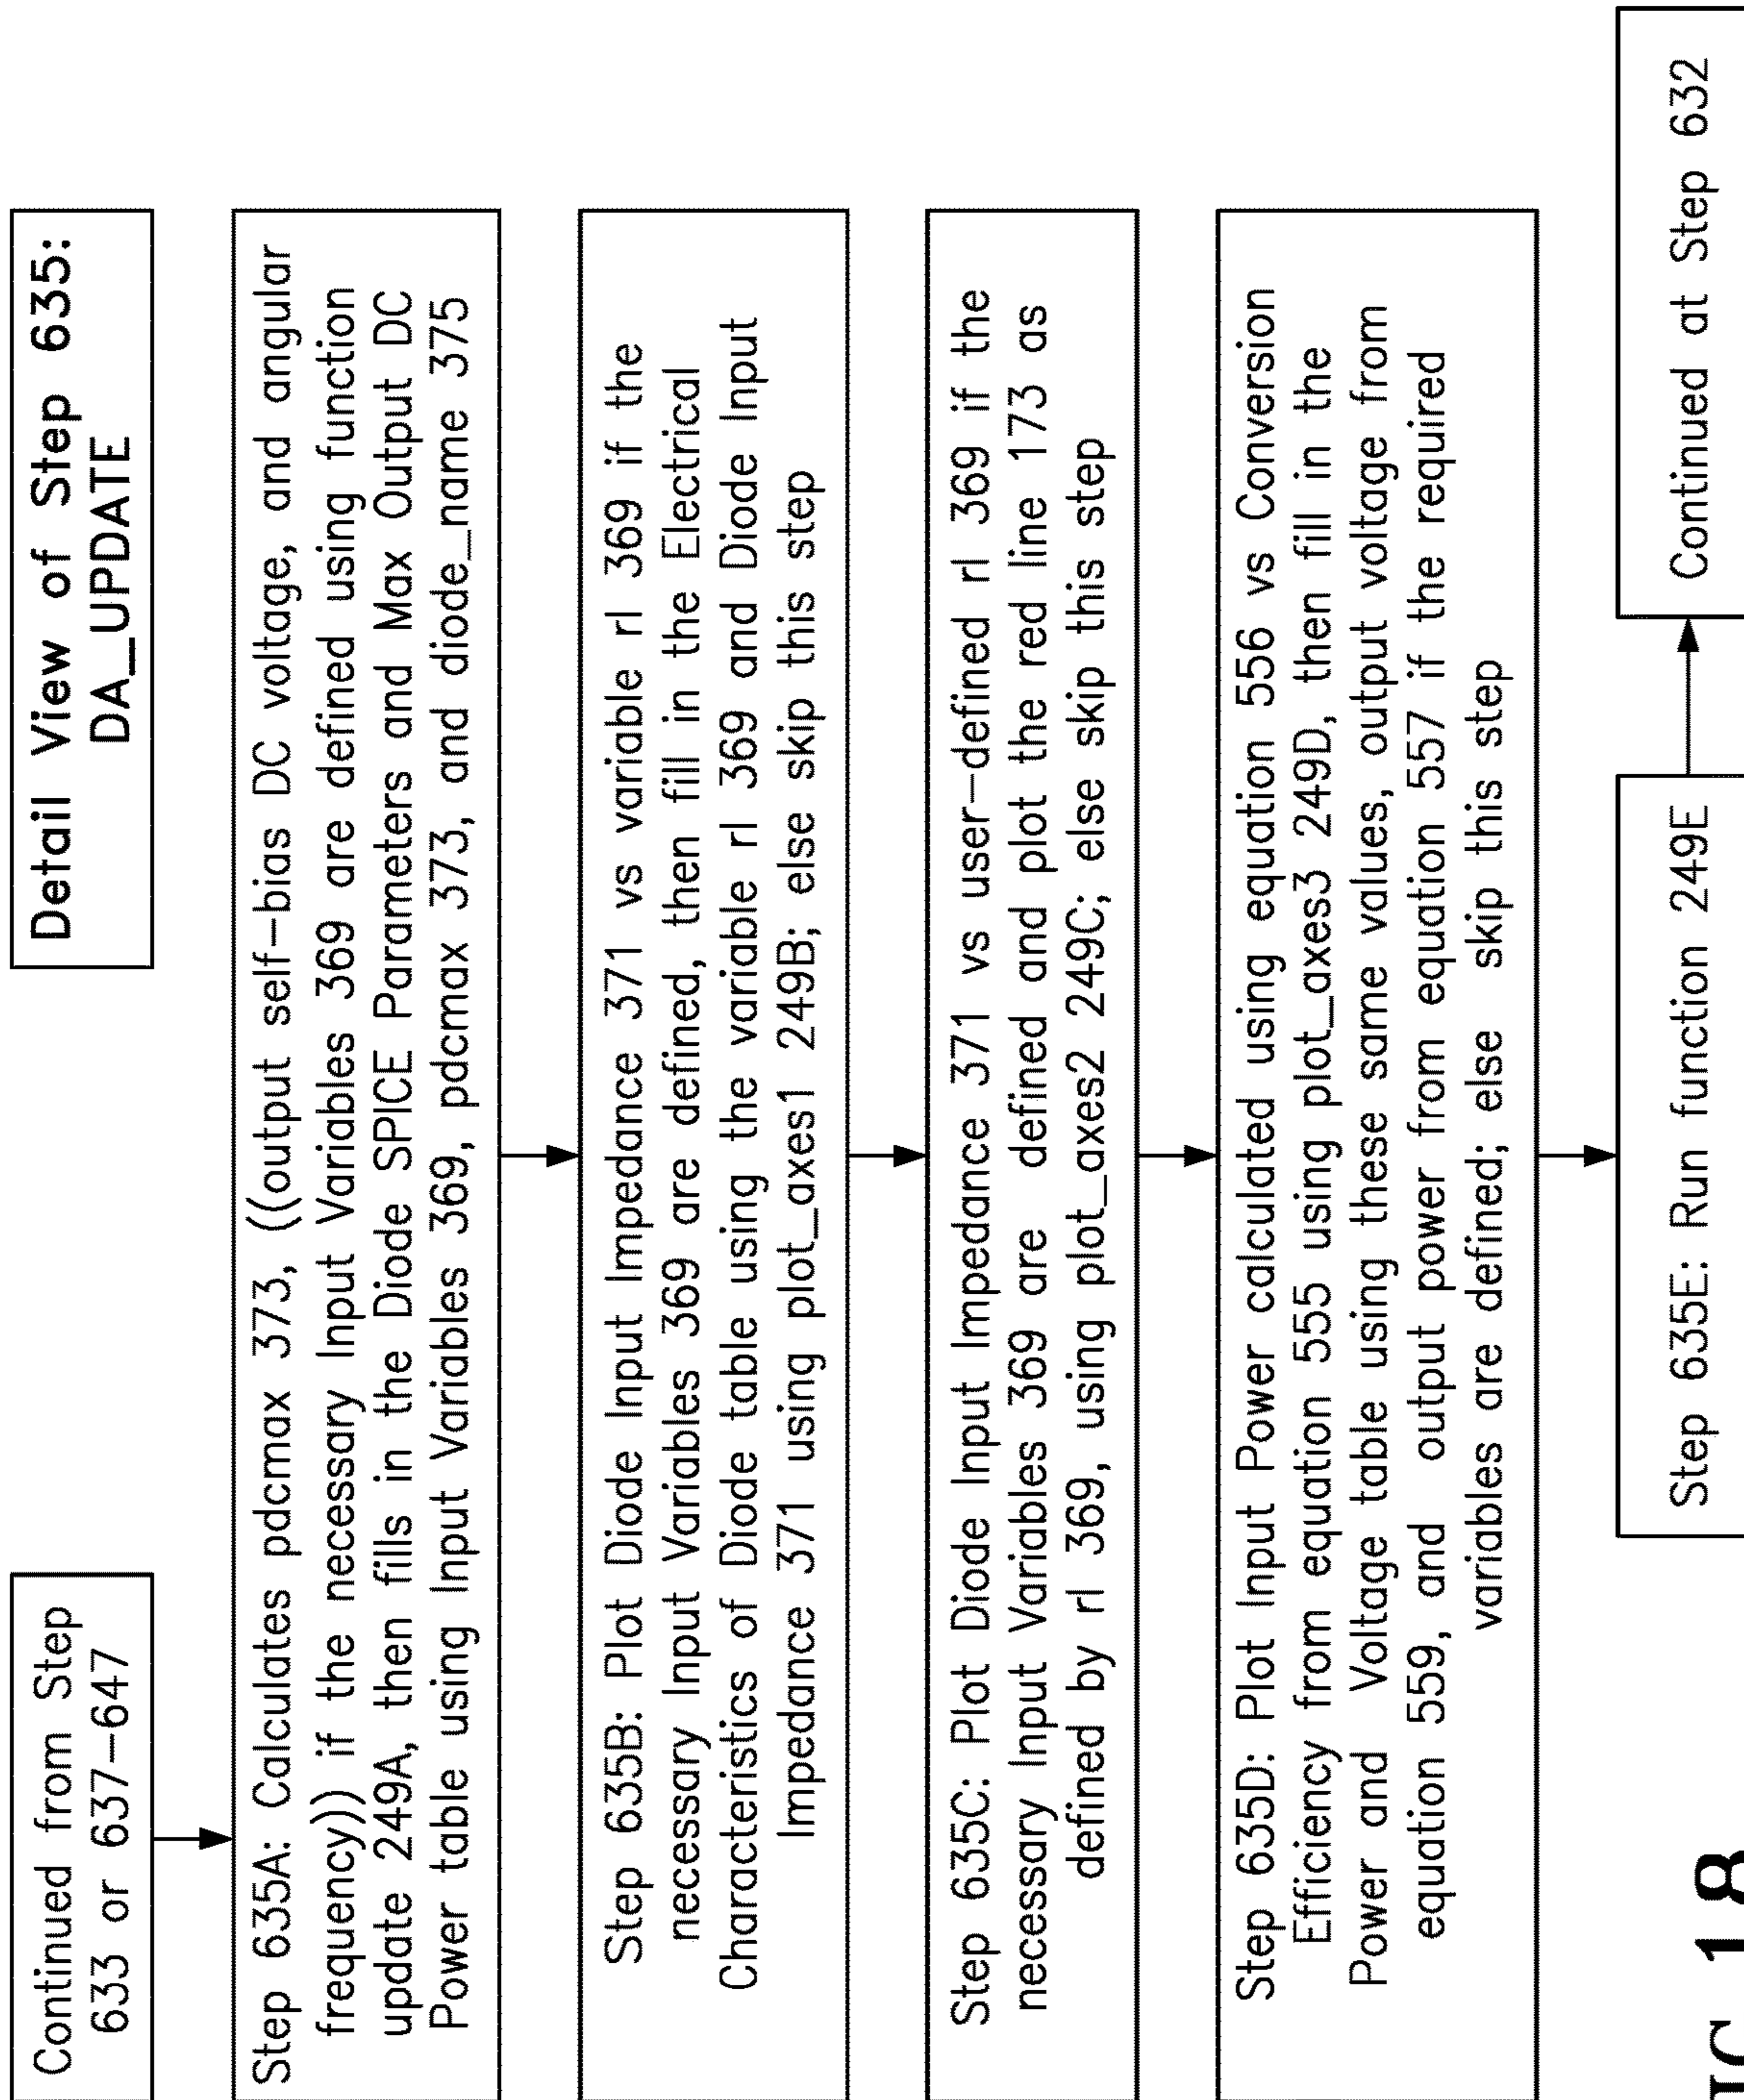 Detail View of Step 635:
DA_UPDATE
Continued from Step
633 or 637-647
Step 635A: Calculates pdcmax 373, ((output self-bias DC voltage, and angular
frequency)) if the necessary Input Variables 369 are defined using function
update 249A, then fills in the Diode SPICE Parameters and Max Output DC
Power table using Input Variables 369, pdcmax 373, and diode_name 375
Step 635B: Plot Diode Input Impedance 371 vs variable rl 369 if the
necessary Input Variables 369 are defined, then fill in the Electrical
Characteristics of Diode table using the variable rl 369 and Diode Input
Impedance 371 using plot_axes1 249B; else skip this step
Step 635C: Plot Diode Input Impedance 371 vs user-defined rl 369 if the
necessary Input Variables 369 are defined and plot the red line 173 as
defined by rl 369, using plot_axes2 249C; else skip this step
Step 635D: Plot Input Power calculated using equation 556 vs Conversion
Efficiency from equation 555 using plot_axes3 249D, then fill in the
Power and Voltage table using these same values, output voltage from
equation 559, and output power from equation 557 if the required
variables are defined; else skip this step
Step 635E: Run function 249E
Continued at Step 632